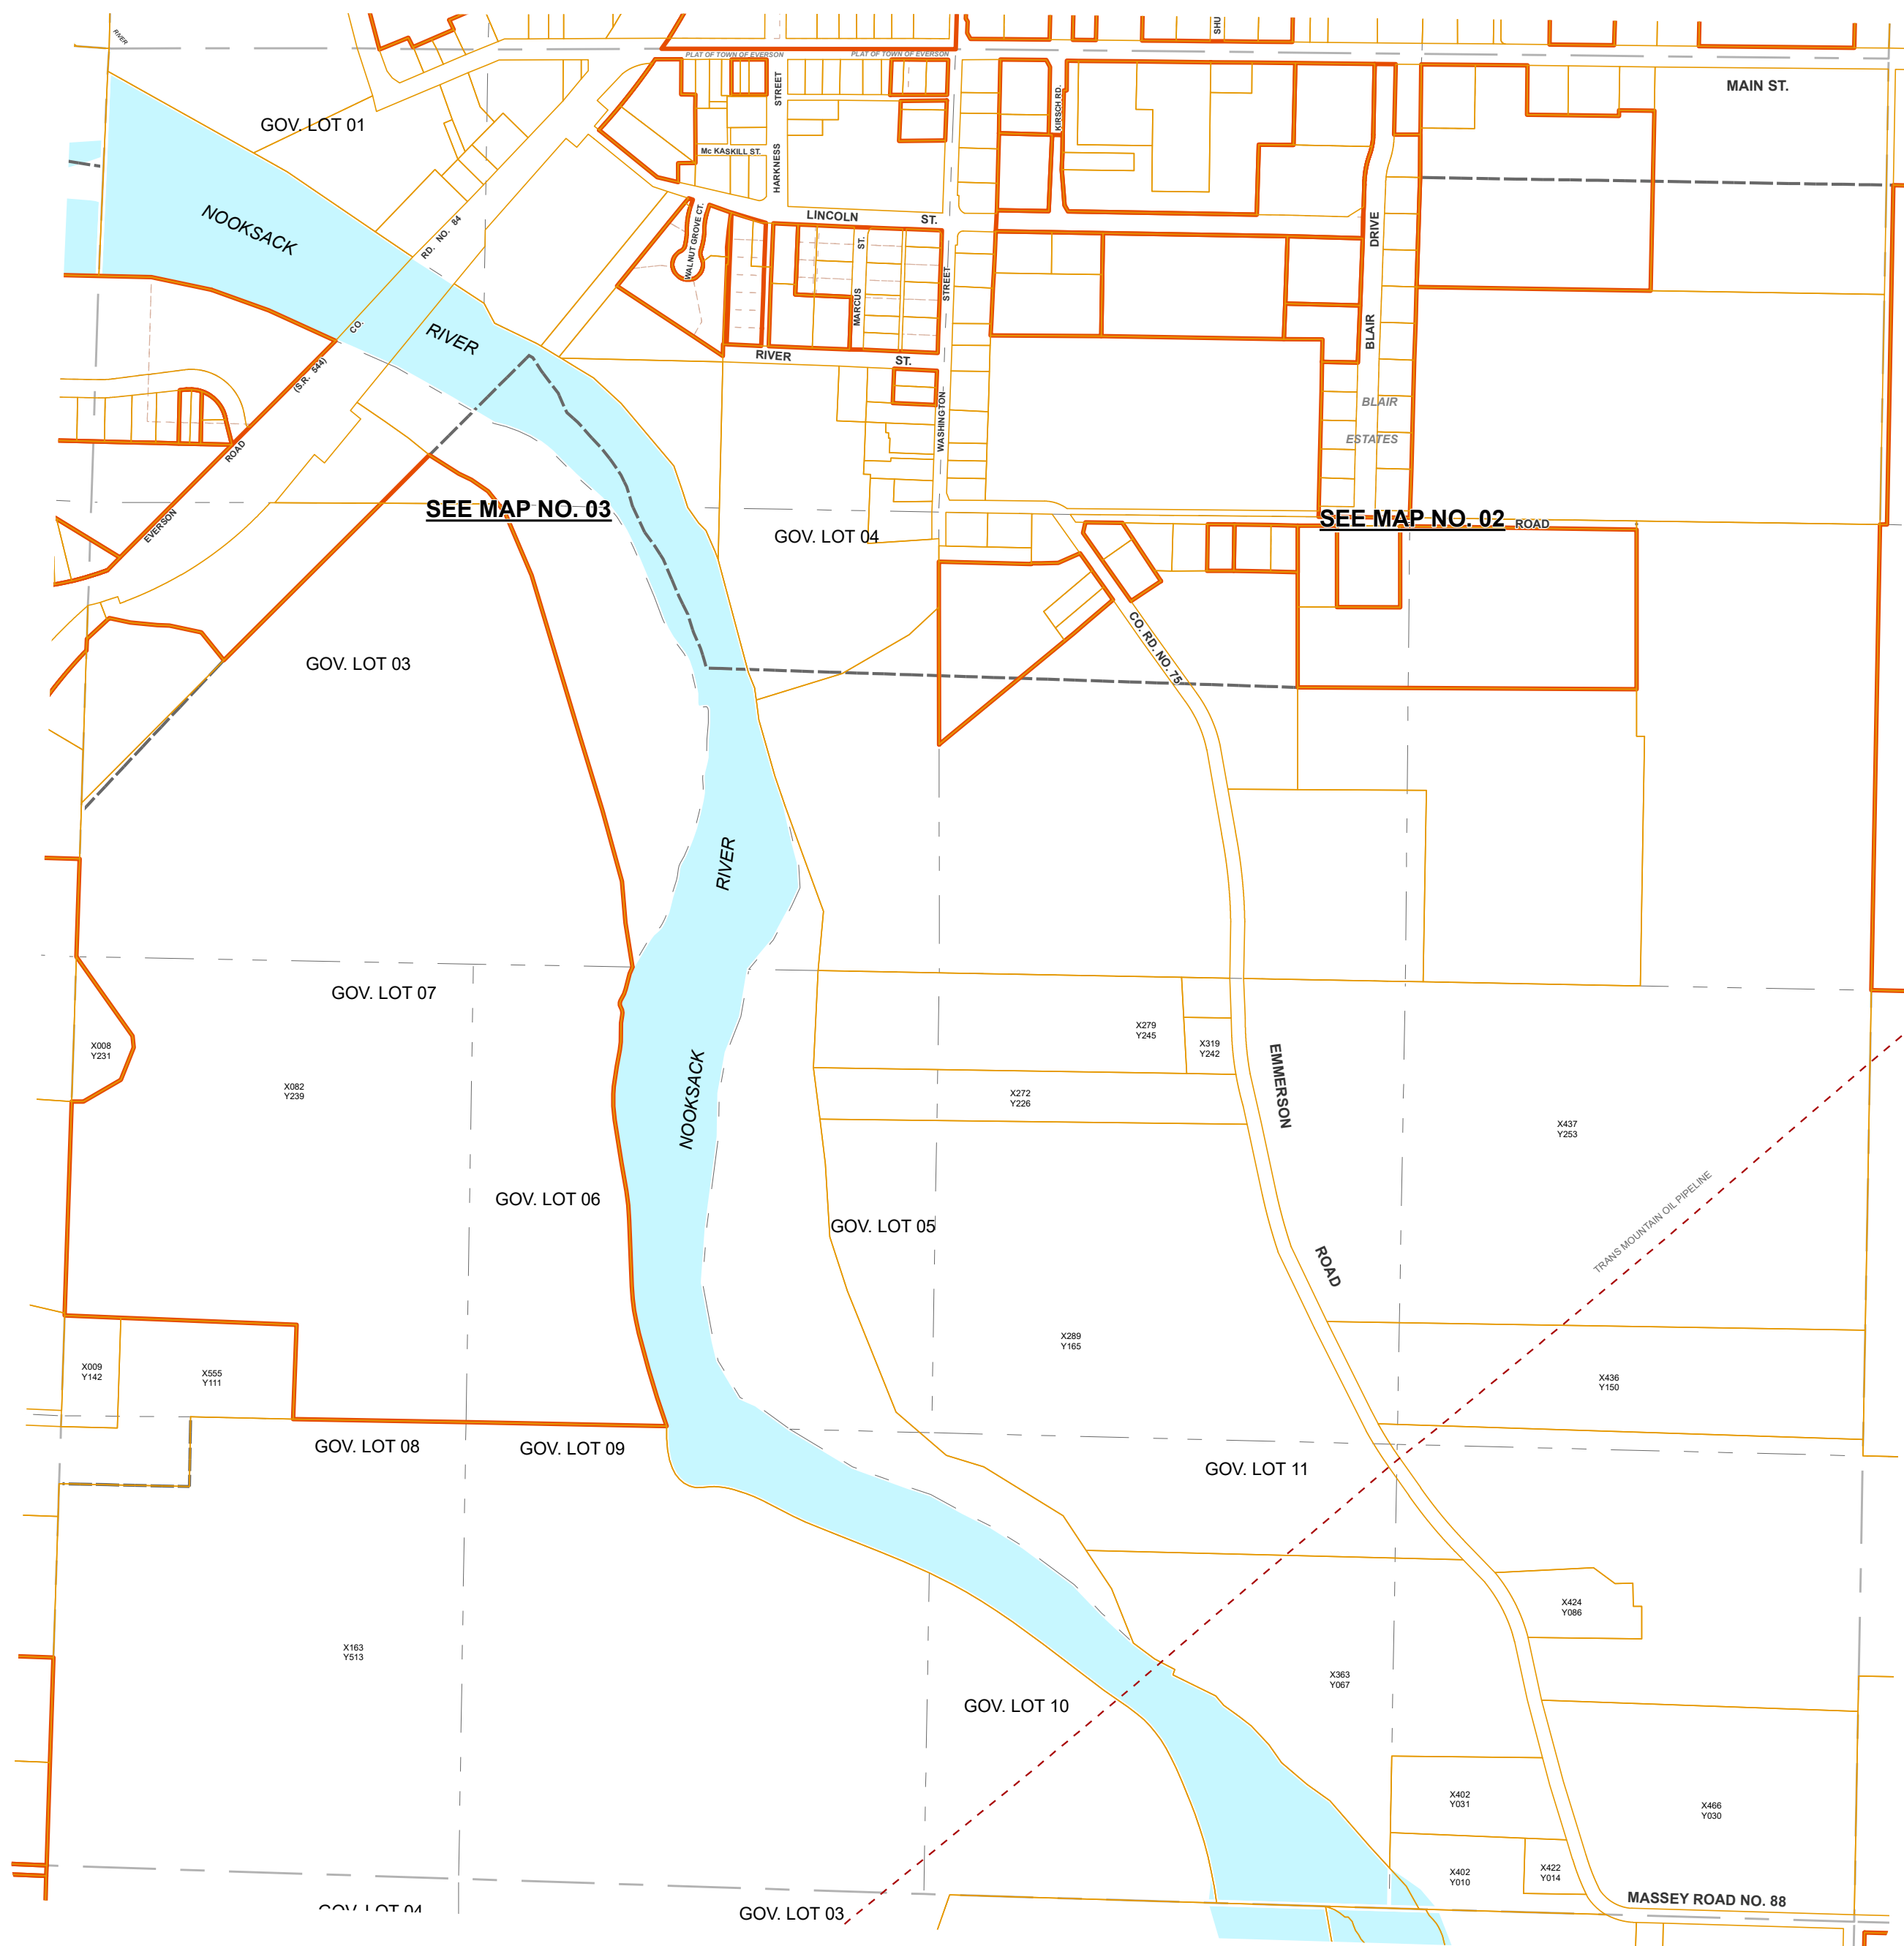 RIVER
SHU
PLAT OF TOWN OF EVERSON
PLAT OF TOWN OF EVERSON
MAIN ST.
STREET
KIRSCH RD.
GOV. LOT 01
Mc KASKILL ST.
HARKNESS
NOOKSACK
RD. NO. 84
LINCOLN ST.
WALNUT GROVE CT.
ST.
DRIVE
STREET
MARCUS
CO.
RIVER
BLAIR
RIVER ST.
(S.R. 544)
BLAIR
WASHINGTON
ESTATES
ROAD
SEE MAP NO. 03
SEE MAP NO. 02
ROAD
EVERSON
GOV. LOT 04
CO. RD. NO. 75
GOV. LOT 03
RIVER
GOV. LOT 07
X279
Y245
X319
Y242
X008
Y231
EMMERSON
X082
Y239
X272
Y226
NOOKSACK
X437
Y253
GOV. LOT 06
GOV. LOT 05
TRANS MOUNTAIN OIL PIPELINE
ROAD
X289
Y165
X009
Y142
X555
Y111
X436
Y150
GOV. LOT 08
GOV. LOT 09
GOV. LOT 11
X424
Y086
X163
Y513
X363
Y067
GOV. LOT 10
X402
Y031
X466
Y030
X402
Y010
X422
Y014
MASSEY ROAD NO. 88
GOV. LOT 04
GOV. LOT 03